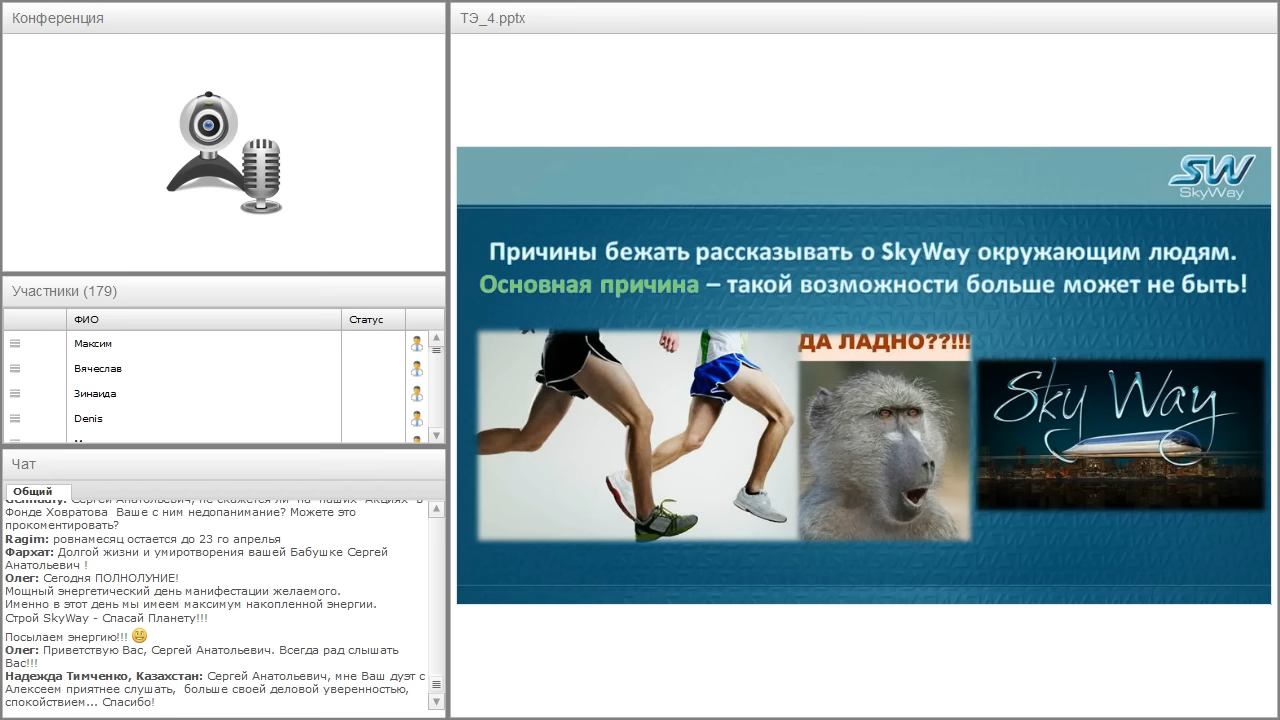 Конференция
Участники (179)
ФИО
Статус
Максим
Вячеслав
Зинаида
Denis
Чат
Общий
Germany: Сергей Анатольевич, не скажется ли на наших Акциях в
Фонде Ховратова Ваше с ним недопанимание? Можете это
прокоментировать?
Ragim: ровнамесяц остается до 23 го апрелья
Фархат: Долгой жизни и умиротворения вашей Бабушке Сергей
Анатольевич !
Олег: Сегодня ПОЛНОЛУНИЕ!
Мощный энергетический день манифестации желаемого.
Именно в этот день мы имеем максимум накопленной энергии.
Строй SkyWay - Спасай Планету!!!
Посылаем энергию!!!
Олег: Приветствую Вас, Сергей Анатольевич. Всегда рад слышать
Вас!!!
Надежда Тимченко, Казахстан: Сергей Анатольевич, мне Ваш дуэт с
Алексеем приятнее слушать, больше своей деловой уверзнностью,
спокойствием... Спасибо!
ТЭ_4.pptx
SW
SkyWay
Причины бежать рассказывать о SkyWay окружающим людям.
Основная причина – такой возможности больше может не быть!
ДА ЛАДНО??!!!
Sky Way